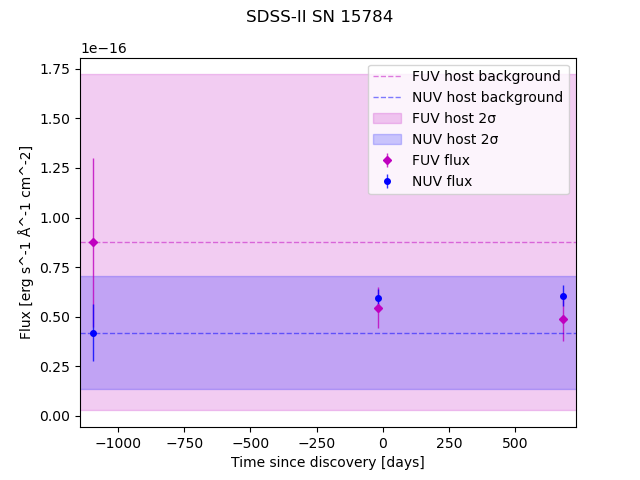 SDSS-II SN 15784
1e−16
FUV host background
NUV host background
FUV host 2σ
NUV host 2σ
FUV flux
NUV flux
1.75
1.50
1.25
1.00
0.75
0.50
0.25
0.00
Flux [erg s^-1 Å^-1 cm^-2]
−1000
−750
−500
−250
0
250
500
Time since discovery [days]